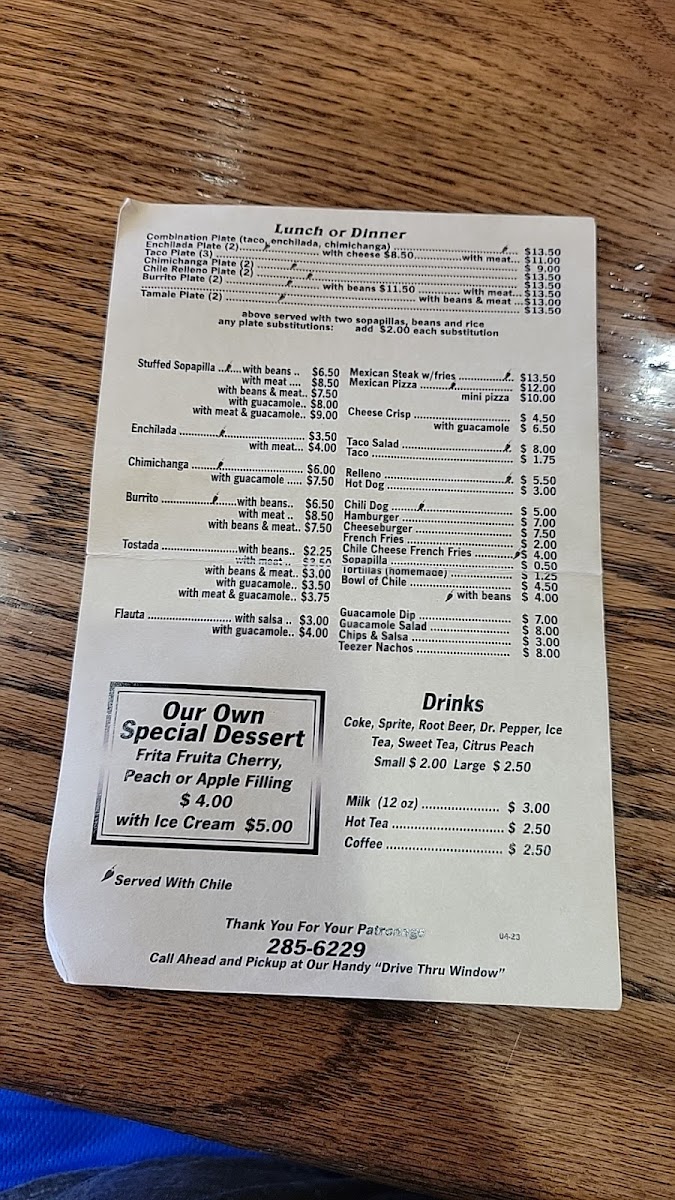 Lunch or Dinner
Combination Plate (taco, enchilada, chimichanga) ........ $13.50
Enchilada Plate (2) ........ with cheese $8.50 ........ with meat... $11.00
Taco Plate (3) ........ $ 9.00
Chimichanga Plate (2) ........ $13.50
Chile Relleno Plate (2) ........ $13.50
Burrito Plate (2) ........ with beans $11.50 ........ with meat... $13.50
........ with beans & meat ... $13.00
Tamale Plate (2) ........ $13.50
above served with two sopapillas, beans and rice
any plate substitutions: add $2.00 each substitution
Stuffed Sopapilla .. with beans .. $6.50
with meat .... $8.50
with beans & meat.. $7.50
with guacamole.. $8.00
with meat & guacamole.. $9.00
Enchilada ........ $3.50
with meat... $4.00
Chimichanga ........ $6.00
with guacamole .... $7.50
Burrito ........ with beans.. $6.50
with meat .. $8.50
with beans & meat.. $7.50
Tostada ........ with beans.. $2.25
with meat .. $2.50
with beans & meat.. $3.00
with guacamole.. $3.50
with meat & guacamole.. $3.75
Flauta ........ with salsa .. $3.00
with guacamole.. $4.00
Mexican Steak w/fries ........ $13.50
Mexican Pizza ........ $12.00
mini pizza $10.00
Cheese Crisp ........ $ 4.50
with guacamole $ 6.50
Taco Salad ........ $ 8.00
Taco ........ $ 1.75
Relleno ........ $ 5.50
Hot Dog ........ $ 3.00
Chili Dog ........ $ 5.00
Hamburger ........ $ 7.00
Cheeseburger ........ $ 7.50
French Fries ........ $ 2.00
Chile Cheese French Fries ........ $ 4.00
Sopapilla ........ $ 0.50
Tortillas (homemade) ........ $ 1.25
Bowl of Chile ........ $ 4.50
with beans $ 4.00
Guacamole Dip ........ $ 7.00
Guacamole Salad ........ $ 8.00
Chips & Salsa ........ $ 3.00
Teezer Nachos ........ $ 8.00
Our Own
Special Dessert
Frita Fruita Cherry,
Peach or Apple Filling
$ 4.00
with Ice Cream $5.00
Drinks
Coke, Sprite, Root Beer, Dr. Pepper, Ice
Tea, Sweet Tea, Citrus Peach
Small $ 2.00 Large $ 2.50
Milk (12 oz) ........ $ 3.00
Hot Tea ........ $ 2.50
Coffee ........ $ 2.50
Served With Chile
Thank You For Your Patronage
04-23
285-6229
Call Ahead and Pickup at Our Handy "Drive Thru Window"